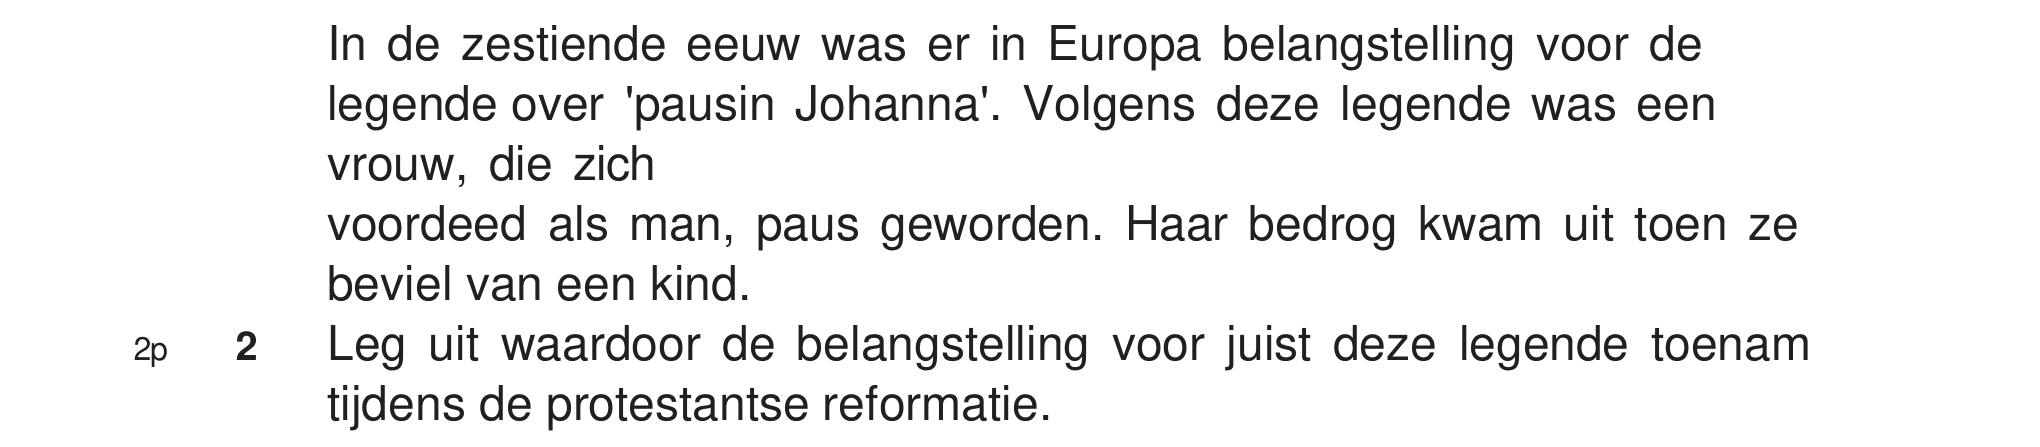 In de zestiende eeuw was er in Europa belangstelling voor de
legende over 'pausin Johanna'. Volgens deze legende was een
vrouw, die zich
voordeed als man, paus geworden. Haar bedrog kwam uit toen ze
beviel van een kind.
2p 2 Leg uit waardoor de belangstelling voor juist deze legende toenam
tijdens de protestantse reformatie.